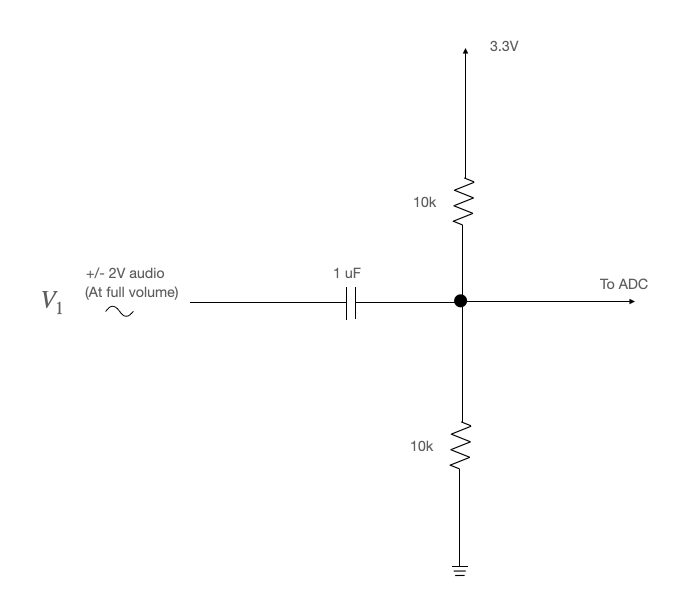 3.3V
10k
+/- 2V audio
(At full volume)
V1
1 uF
To ADC
10k